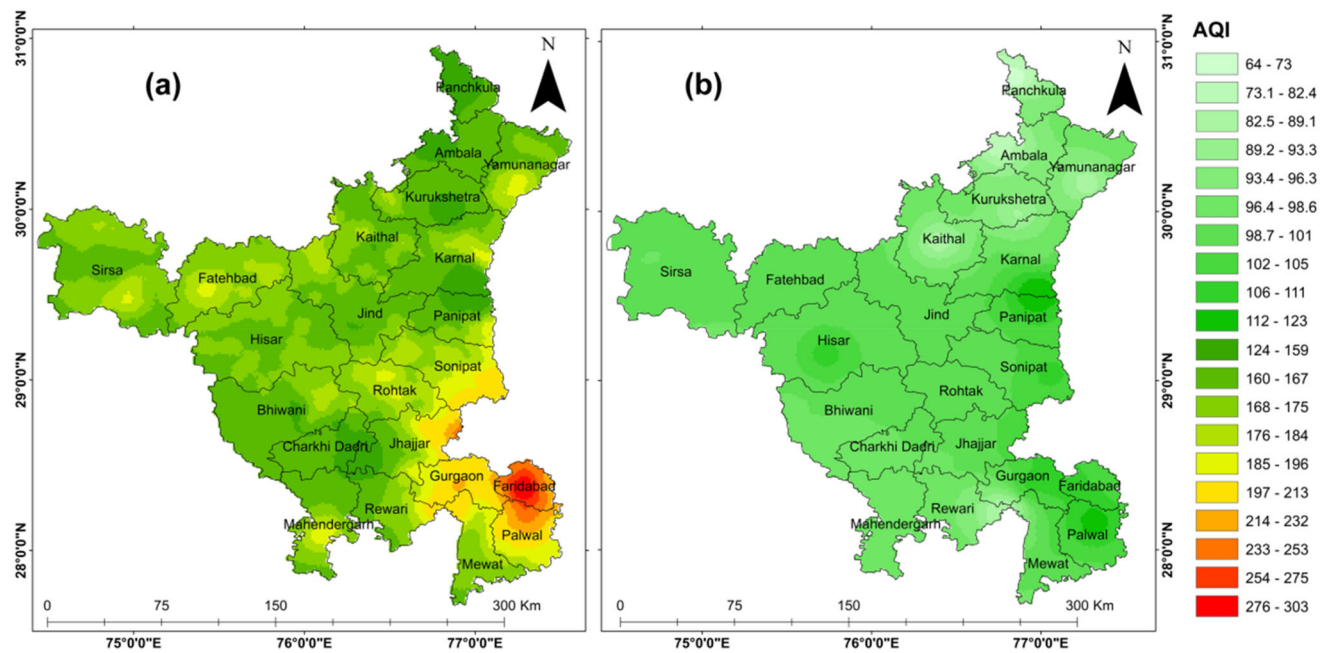 (a)
N
Panchkula
Ambala
Yamunanagar
Kurukshetra
Kaithal
Karnal
Sirsa
Fatehbad
Jind
Panipat
Hisar
Sonipat
Rohtak
Bhiwani
Charkhi Dadri
Jhajjar
Gurgaon
Faridabad
Rewari
Mahendergarh
Palwal
Mewat
0 75 150 300 Km
31°0'0"N
30°0'0"N
29°0'0"N
28°0'0"N
75°0'0"E 76°0'0"E 77°0'0"E
(b)
N
Panchkula
Ambala
Yamunanagar
Kurukshetra
Kaithal
Karnal
Sirsa
Fatehbad
Jind
Panipat
Hisar
Sonipat
Rohtak
Bhiwani
Charkhi Dadri
Jhajjar
Gurgaon
Faridabad
Rewari
Mahendergarh
Palwal
Mewat
0 75 150 300 Km
31°0'0"N
30°0'0"N
29°0'0"N
28°0'0"N
75°0'0"E 76°0'0"E 77°0'0"E
AQI
64 - 73
73.1 - 82.4
82.5 - 89.1
89.2 - 93.3
93.4 - 96.3
96.4 - 98.6
98.7 - 101
102 - 105
106 - 111
112 - 123
124 - 159
160 - 167
168 - 175
176 - 184
185 - 196
197 - 213
214 - 232
233 - 253
254 - 275
276 - 303